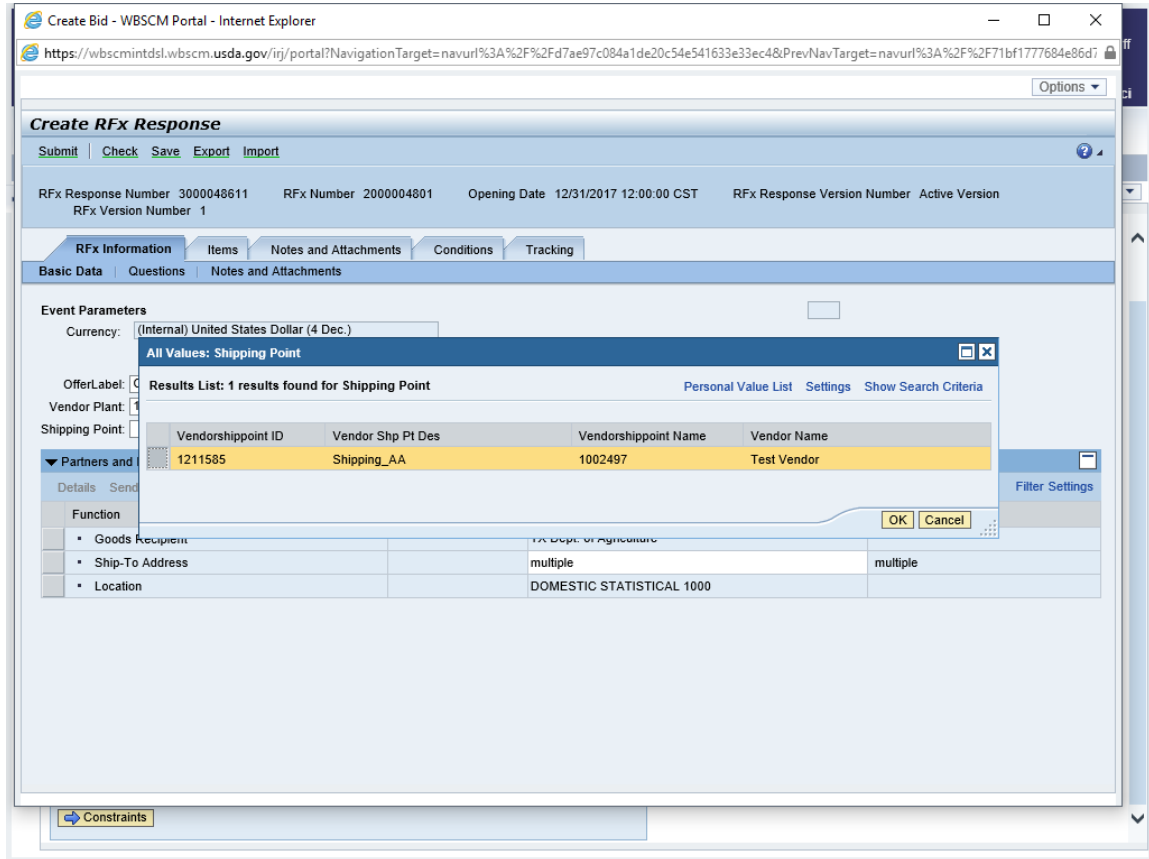 Create Bid - WBSCM Portal - Internet Explorer
https://wbscmintdsl.wbscm.usda.gov/irj/portal?NavigationTarget=navurl%3A%2F%2Fd7ae97c084a1de20c54e541633e33ec4&PrevNavTarget=navurl%3A%2F%2F71bf1777684e86d7
ff
ci
Options
Create RFx Response
Submit Check Save Export Import
RFx Response Number 3000048611 RFx Number 2000004801 Opening Date 12/31/2017 12:00:00 CST RFx Response Version Number Active Version
RFx Version Number 1
RFx Information Items Notes and Attachments Conditions Tracking
Basic Data Questions Notes and Attachments
Event Parameters
Currency: (Internal) United States Dollar (4 Dec.)
All Values: Shipping Point
OfferLabel:
Results List: 1 results found for Shipping Point Personal Value List Settings Show Search Criteria
Vendor Plant: 1
Shipping Point:
Vendorshippoint ID Vendor Shp Pt Des Vendorshippoint Name Vendor Name
1211585 Shipping_AA 1002497 Test Vendor
Partners and
Details Send Filter Settings
Function
OK Cancel
Goods Recipient TX Dept. of Agriculture
Ship-To Address multiple multiple
Location DOMESTIC STATISTICAL 1000
Constraints